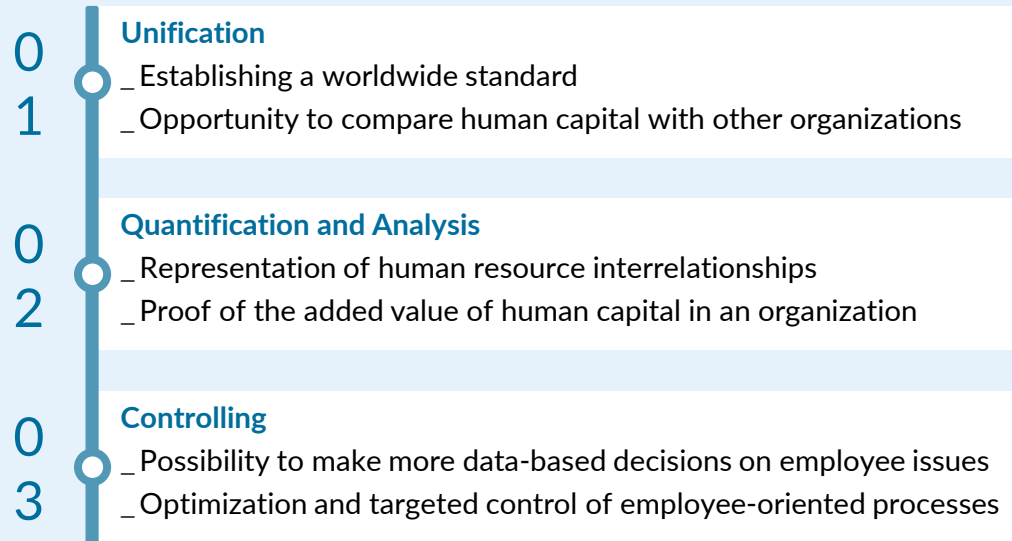 0
1
Unification
_ Establishing a worldwide standard
_ Opportunity to compare human capital with other organizations
0
2
Quantification and Analysis
_ Representation of human resource interrelationships
_ Proof of the added value of human capital in an organization
0
3
Controlling
_ Possibility to make more data-based decisions on employee issues
_ Optimization and targeted control of employee-oriented processes